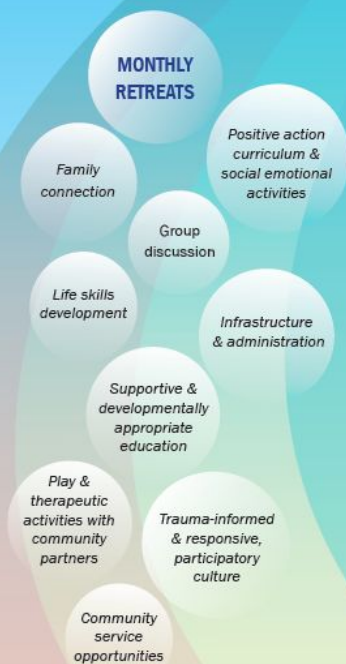 MONTHLY
RETREATS
Positive action
curriculum &
social emotional
activities
Family
connection
Group
discussion
Life skills
development
Infrastructure
& administration
Supportive &
developmentally
appropriate
education
Play &
therapeutic
activities with
community
partners
Trauma-informed
& responsive,
participatory
culture
Community
service
opportunities